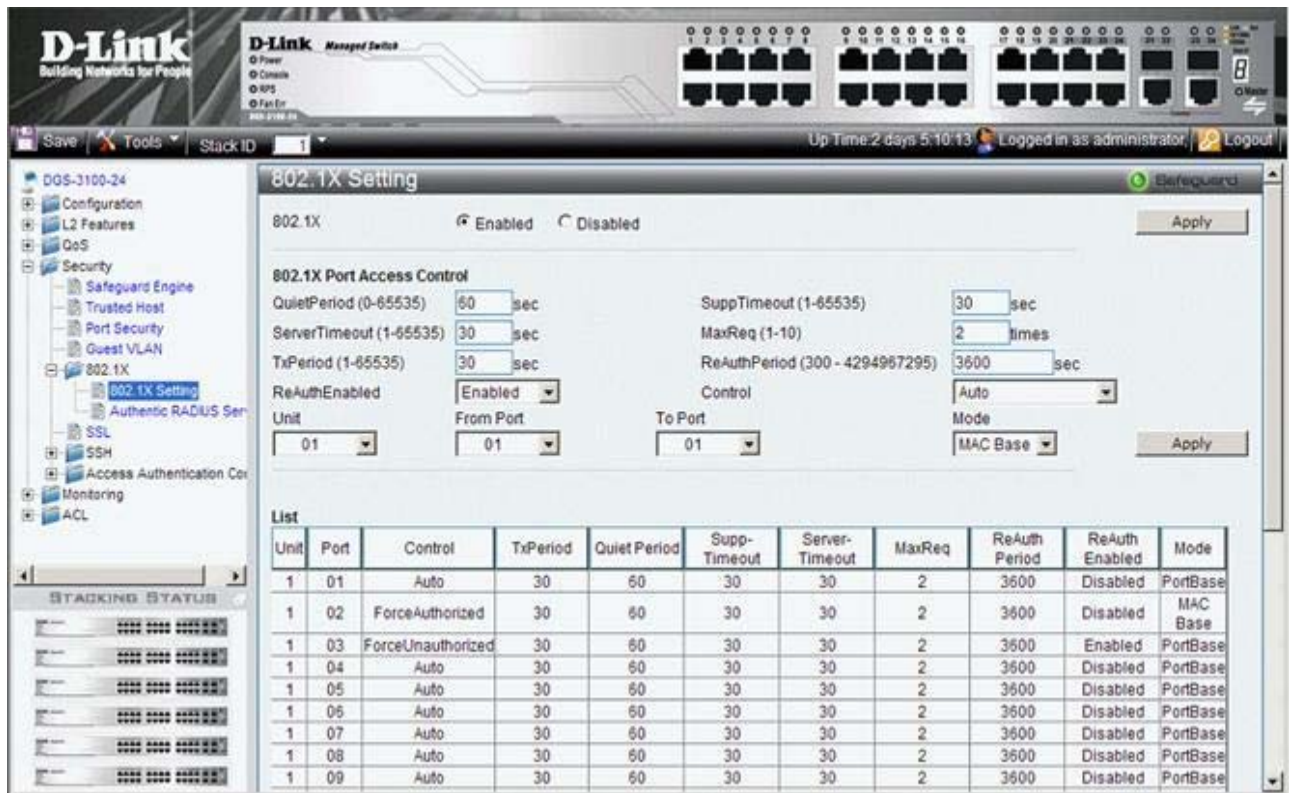 D-Link
Building Networks for People
D-Link Managed Switch
Power
Console
RPS
Fan Err
Save Tools Stack ID 1 Up Time:2 days 5:10:13 Logged in as administrator, Logout
DGS-3100-24
Configuration
L2 Features
QoS
Security
Safeguard Engine
Trusted Host
Port Security
Guest VLAN
802.1X
802.1X Setting
Authentic RADIUS Ser
SSL
SSH
Access Authentication Co
Monitoring
ACL
STACKING STATUS
802.1X Setting Safeguard
802.1X Enabled Disabled Apply
802.1X Port Access Control
QuietPeriod (0-65535) 60 sec SuppTimeout (1-65535) 30 sec
ServerTimeout (1-65535) 30 sec MaxReq (1-10) 2 times
TxPeriod (1-65535) 30 sec ReAuthPeriod (300 - 4294967295) 3600 sec
ReAuthEnabled Enabled Control Auto
Unit From Port To Port Mode
01 01 01 MAC Base Apply
List
Unit Port Control TxPeriod Quiet Period Supp-Timeout Server-Timeout MaxReq ReAuth Period ReAuth Enabled Mode
1 01 Auto 30 60 30 30 2 3600 Disabled PortBase
1 02 ForceAuthorized 30 60 30 30 2 3600 Disabled MAC Base
1 03 ForceUnauthorized 30 60 30 30 2 3600 Enabled PortBase
1 04 Auto 30 60 30 30 2 3600 Disabled PortBase
1 05 Auto 30 60 30 30 2 3600 Disabled PortBase
1 06 Auto 30 60 30 30 2 3600 Disabled PortBase
1 07 Auto 30 60 30 30 2 3600 Disabled PortBase
1 08 Auto 30 60 30 30 2 3600 Disabled PortBase
1 09 Auto 30 60 30 30 2 3600 Disabled PortBase